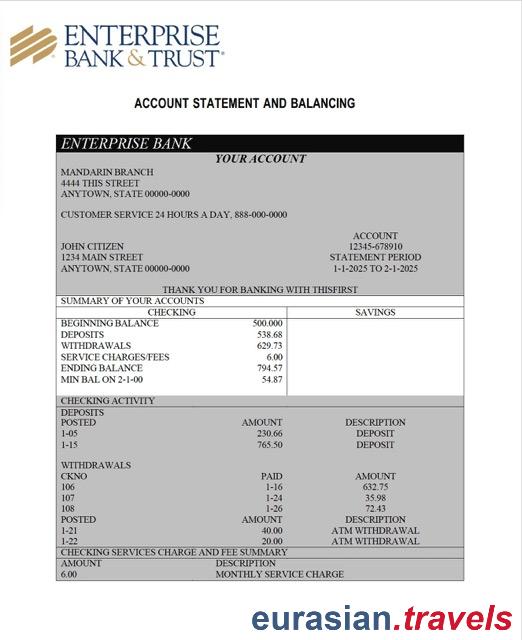 ENTERPRISE
BANK & TRUST®
ACCOUNT STATEMENT AND BALANCING
ENTERPRISE BANK
YOUR ACCOUNT
MANDARIN BRANCH
4444 THIS STREET
ANYTOWN, STATE 00000-0000
CUSTOMER SERVICE 24 HOURS A DAY, 888-000-0000
ACCOUNT
JOHN CITIZEN 12345-678910
1234 MAIN STREET STATEMENT PERIOD
ANYTOWN, STATE 00000-0000 1-1-2025 TO 2-1-2025
THANK YOU FOR BANKING WITH THISFIRST
SUMMARY OF YOUR ACCOUNTS
CHECKING SAVINGS
BEGINNING BALANCE 500.000
DEPOSITS 538.68
WITHDRAWALS 629.73
SERVICE CHARGES/FEES 6.00
ENDING BALANCE 794.57
MIN BAL ON 2-1-00 54.87
CHECKING ACTIVITY
DEPOSITS
POSTED AMOUNT DESCRIPTION
1-05 230.66 DEPOSIT
1-15 765.50 DEPOSIT
WITHDRAWALS
CKNO PAID AMOUNT
106 1-16 632.75
107 1-24 35.98
108 1-26 72.43
POSTED AMOUNT DESCRIPTION
1-21 40.00 ATM WITHDRAWAL
1-22 20.00 ATM WITHDRAWAL
CHECKING SERVICES CHARGE AND FEE SUMMARY
AMOUNT DESCRIPTION
6.00 MONTHLY SERVICE CHARGE
eurasian.travels